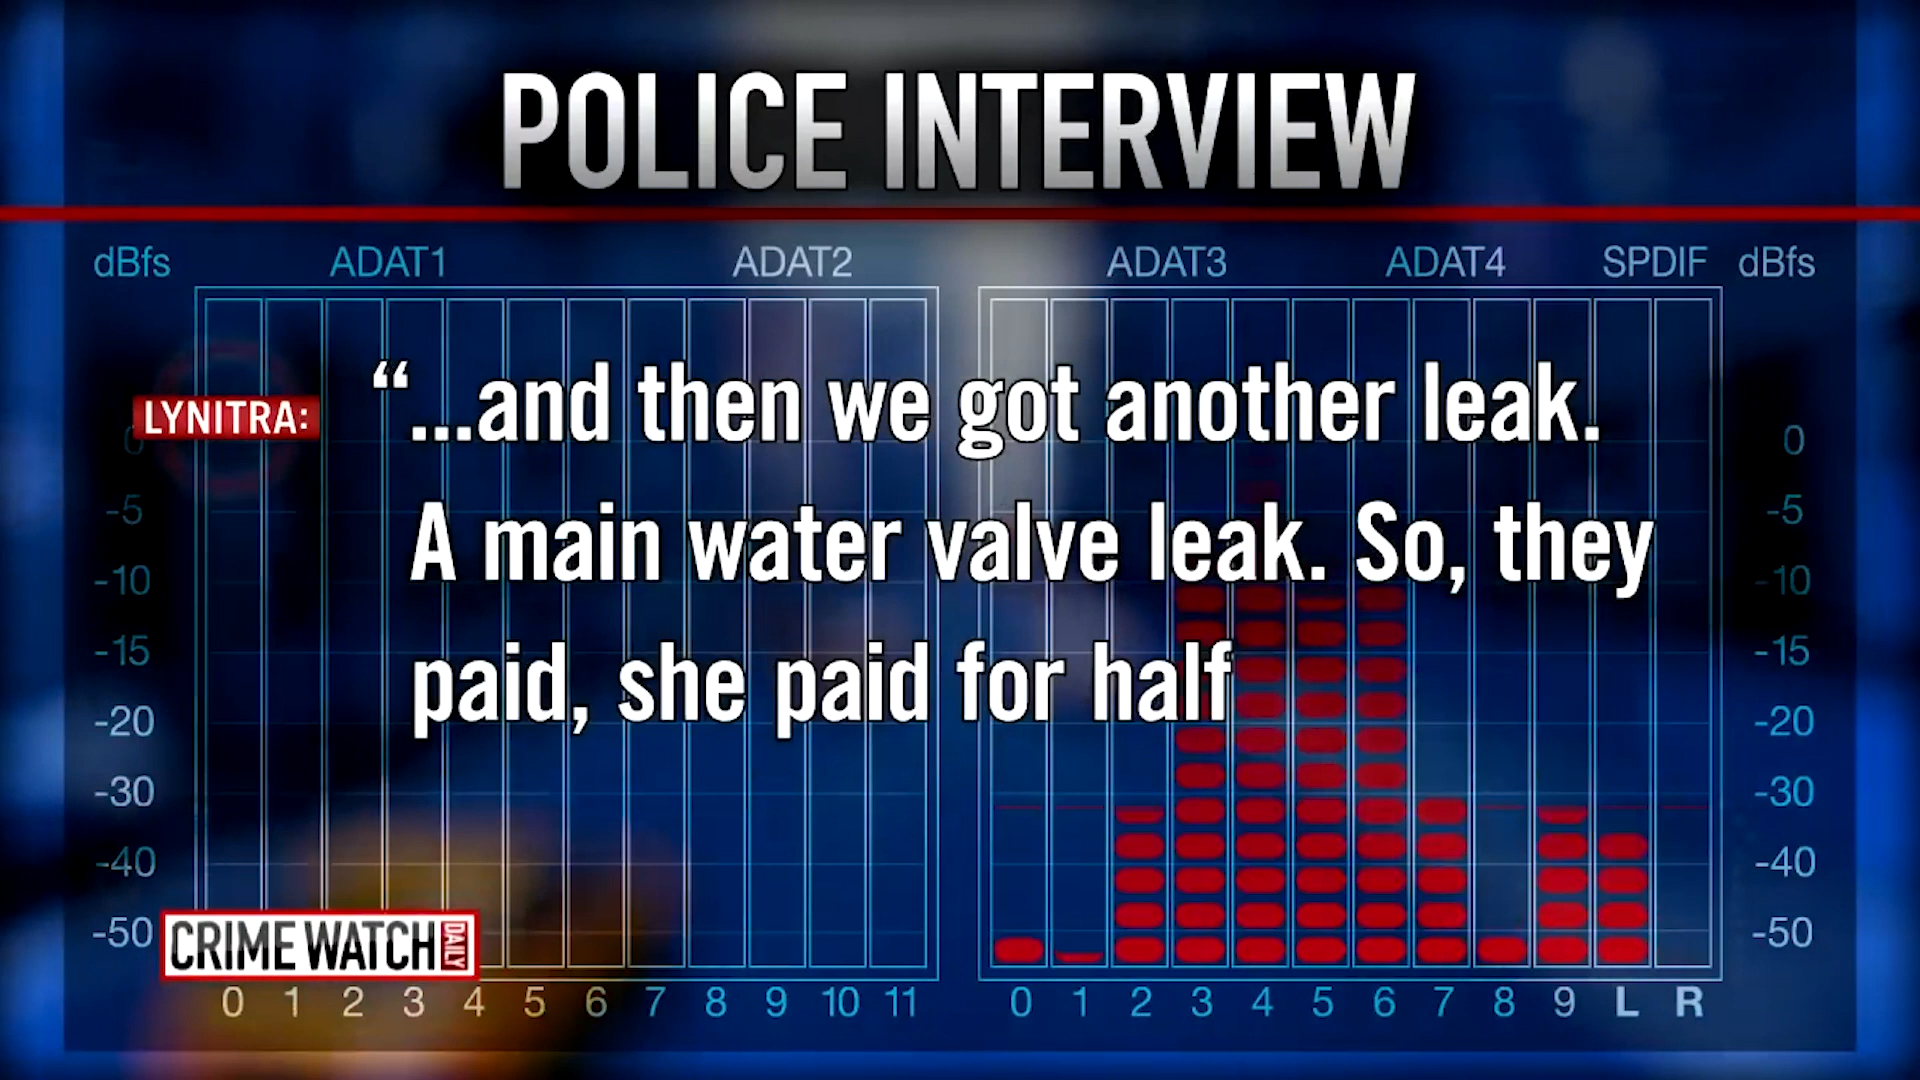 POLICE INTERVIEW
dBfs ADAT1 ADAT2 ADAT3 ADAT4 SPDIF dBfs
LYNITRA: “...and then we got another leak.
A main water valve leak. So, they
paid, she paid for half
0 0
-5 -5
-10 -10
-15 -15
-20 -20
-30 -30
-40 -40
-50 -50
CRIME WATCH DAILY
0 1 2 3 4 5 6 7 8 9 10 11 0 1 2 3 4 5 6 7 8 9 L R